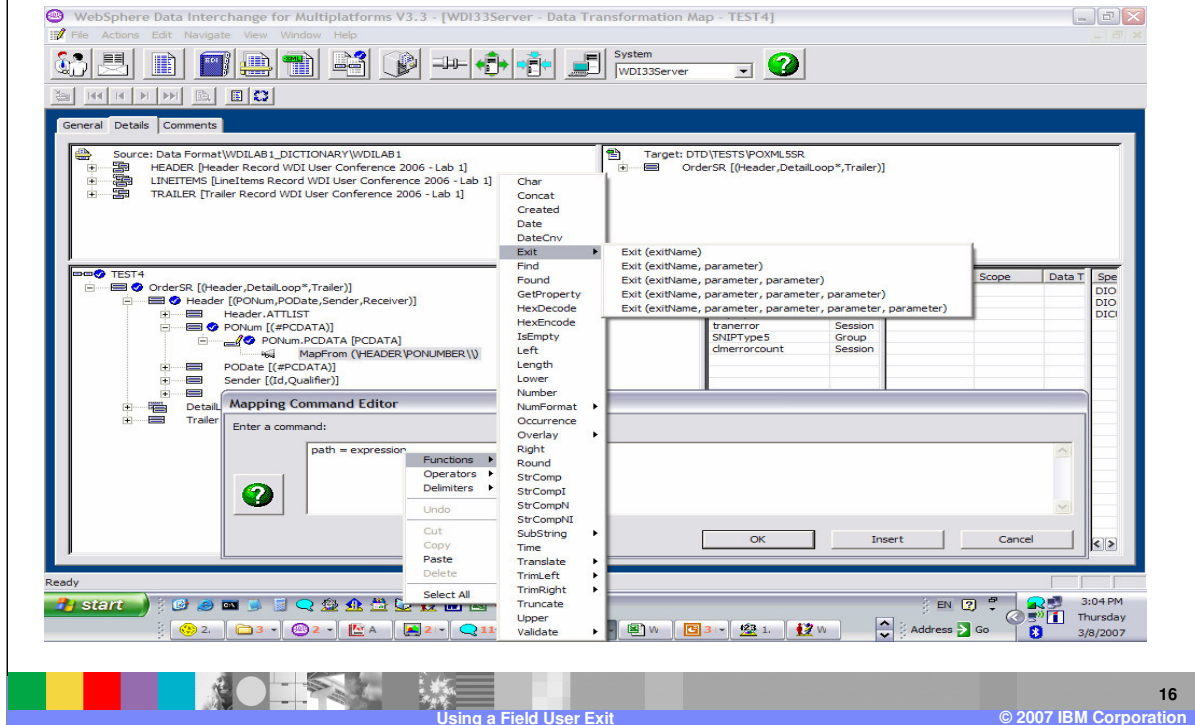 WebSphere Data Interchange for Multiplatforms V3.3 - [WDI33Server - Data Transformation Map - TEST4]
File Actions Edit Navigate View Window Help
System
WDI33Server
General Details Comments
Source: Data Format\WDILAB1_DICTIONARY\WDILAB1
HEADER [Header Record WDI User Conference 2006 - Lab 1]
LINEITEMS [LineItems Record WDI User Conference 2006 - Lab 1]
TRAILER [Trailer Record WDI User Conference 2006 - Lab 1]
Target: DTD\TESTS\POXML5SR
OrderSR [(Header,DetailLoop*,Trailer)]
Char
Concat
Created
Date
DateCnv
Exit
Find
Found
GetProperty
HexDecode
HexEncode
IsEmpty
Left
Length
Lower
Number
NumFormat
Occurrence
Overlay
Right
Round
StrComp
StrCompI
StrCompN
StrCompNI
SubString
Time
Translate
TrimLeft
TrimRight
Truncate
Upper
Validate
Exit (exitName)
Exit (exitName, parameter)
Exit (exitName, parameter, parameter)
Exit (exitName, parameter, parameter, parameter)
Exit (exitName, parameter, parameter, parameter, parameter)
TEST4
OrderSR [(Header,DetailLoop*,Trailer)]
Header [(PONum,PODate,Sender,Receiver)]
Header.ATTLIST
PONum [(#PCDATA)]
PONum.PCDATA [PCDATA]
MapFrom (\HEADER\PONUMBER\\)
PODate [(#PCDATA)]
Sender [(Id,Qualifier)]
DetailL
Trailer
Scope Data T Spe
DIO
DIO
DIC
tranerror Session
SNIPType5 Group
clmerrorcount Session
Mapping Command Editor
Enter a command:
path = expression
Functions
Operators
Delimiters
Undo
Cut
Copy
Paste
Delete
Select All
OK Insert Cancel
Ready
start
EN
3:04 PM
2. 3 2 A 2 11 W 3 1. W
Address Go
Thursday
3/8/2007
16
Using a Field User Exit
© 2007 IBM Corporation